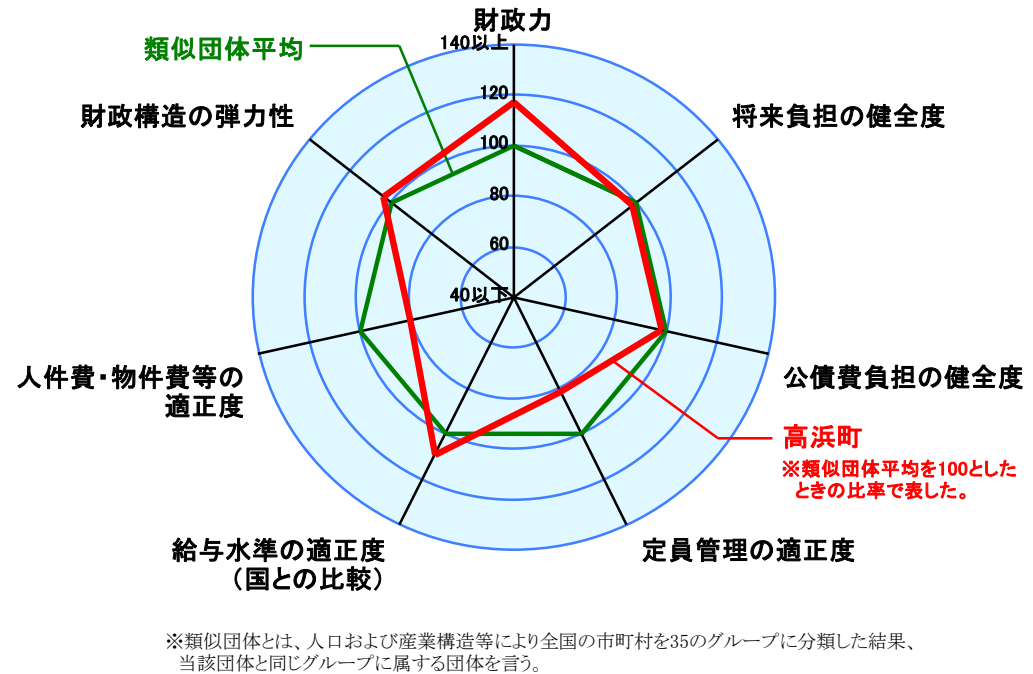 財政力
140以上
類似団体平均
120
財政構造の弾力性
将来負担の健全度
100
80
60
40以下
人件費・物件費等の
適正度
公債費負担の健全度
高浜町
※類似団体平均を100とした
ときの比率で表した。
給与水準の適正度
（国との比較）
定員管理の適正度
※類似団体とは、人口および産業構造等により全国の市町村を35のグループに分類した結果、
当該団体と同じグループに属する団体を言う。